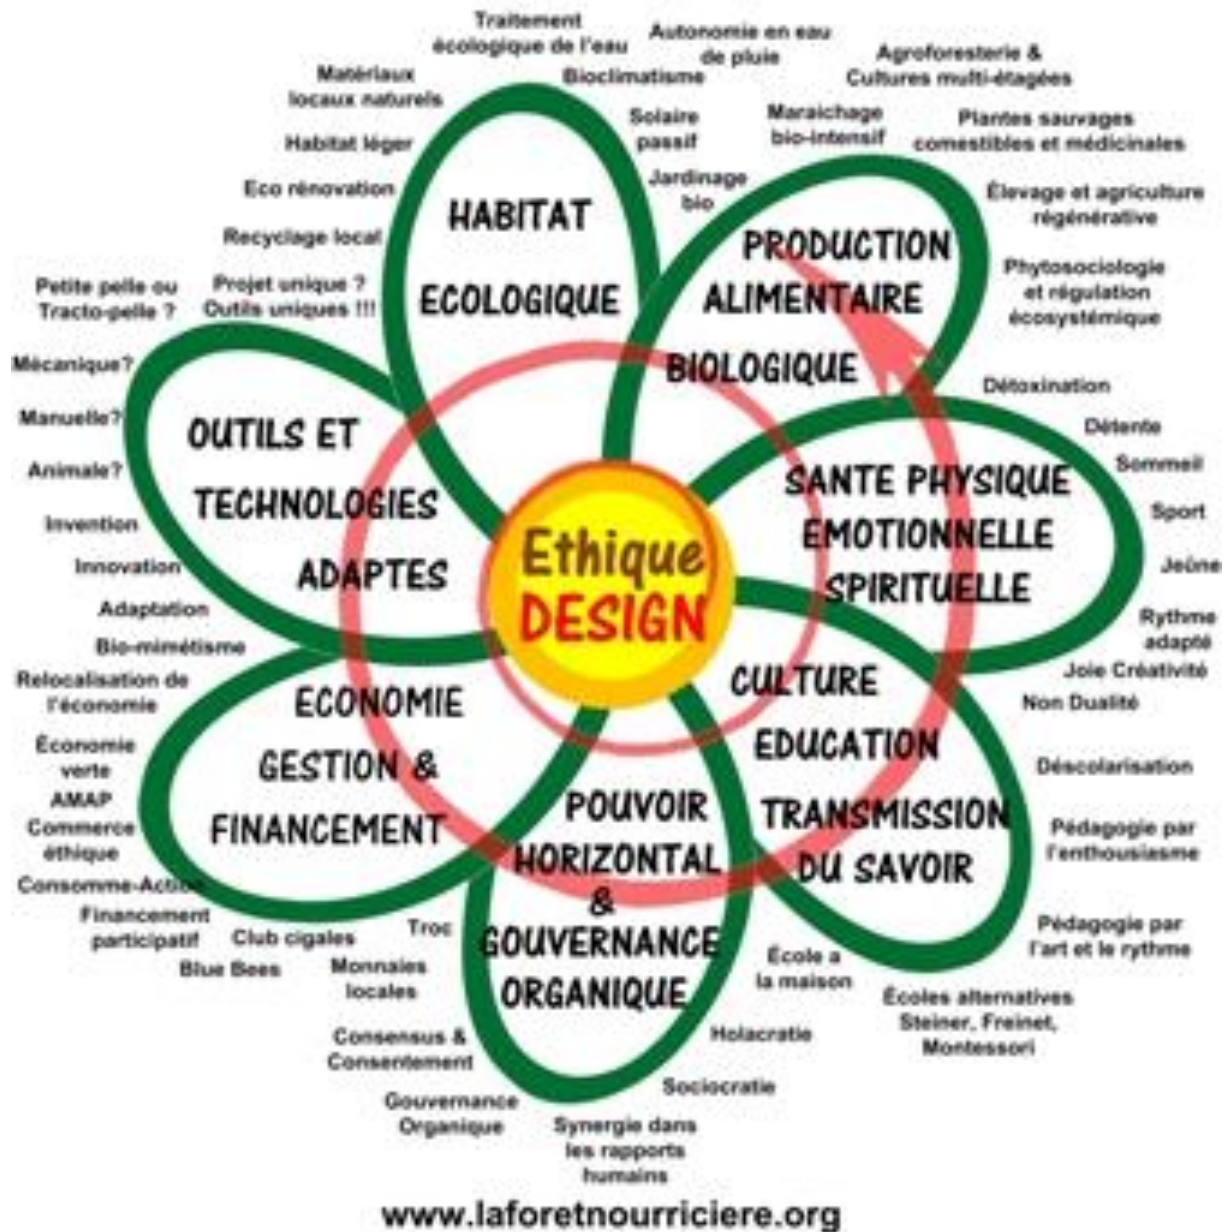 Traitement
écologique de l'eau
Autonomie en eau
de pluie
Agroforesterie &
Cultures multi-étagées
Matériaux
locaux naturels
Bioclimatisme
Habitat léger
Solaire
passif
Maraichage
bio-intensif
Plantes sauvages
comestibles et médicinales
Eco rénovation
Jardinage
bio
Élevage et agriculture
régénérative
Recyclage local
HABITAT
ECOLOGIQUE
PRODUCTION
ALIMENTAIRE
BIOLOGIQUE
Phytosociologie
et régulation
écosystémique
Petite pelle ou
Tracto-pelle ?
Projet unique ?
Outils uniques !!!
Mécanique?
Manuelle?
Animale?
Invention
Innovation
Adaptation
Bio-mimétisme
OUTILS ET
TECHNOLOGIES
ADAPTES
Ethique
DESIGN
SANTE PHYSIQUE
EMOTIONNELLE
SPIRITUELLE
Détoxination
Détente
Sommeil
Sport
Jeûne
Rythme
adapté
Joie Créativité
Non Dualité
Relocalisation de
l'économie
Économie
verte
AMAP
Commerce
éthique
Consomme-Action
Financement
participatif
Club cigales
Blue Bees
Troc
Monnaies
locales
ECONOMIE
GESTION &
FINANCEMENT
POUVOIR
HORIZONTAL
&
GOUVERNANCE
ORGANIQUE
CULTURE
EDUCATION
TRANSMISSION
DU SAVOIR
Déscolarisation
Pédagogie par
l'enthousiasme
Pédagogie par
l'art et le rythme
École a
la maison
Écoles alternatives
Steiner, Freinet,
Montessori
Consensus &
Consentement
Gouvernance
Organique
Synergie dans
les rapports
humains
Sociocratie
Holacratie
www.laforetnourriciere.org